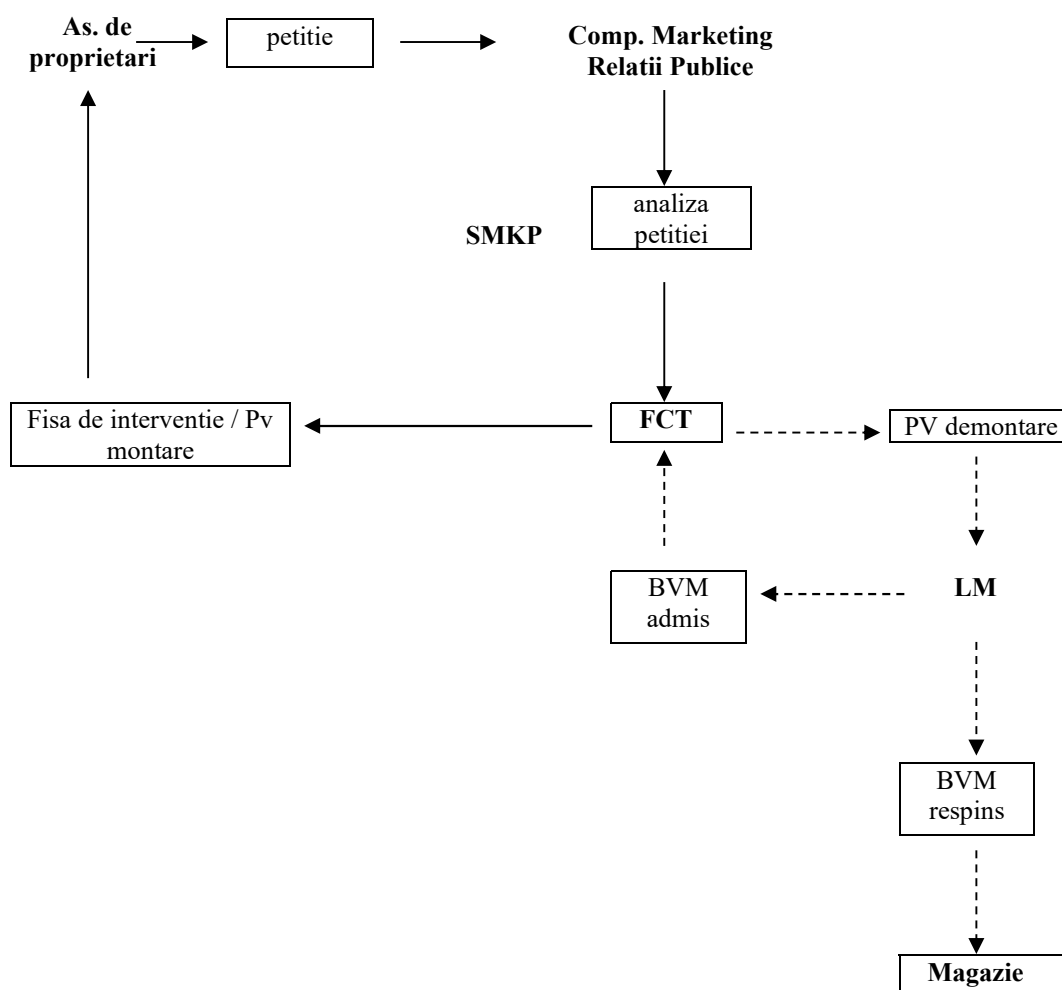 As. de
proprietari
petitie
Comp. Marketing
Relatii Publice
analiza
petitiei
SMKP
Fisa de interventie / Pv
montare
FCT
PV demontare
BVM
admis
LM
BVM
respins
Magazie